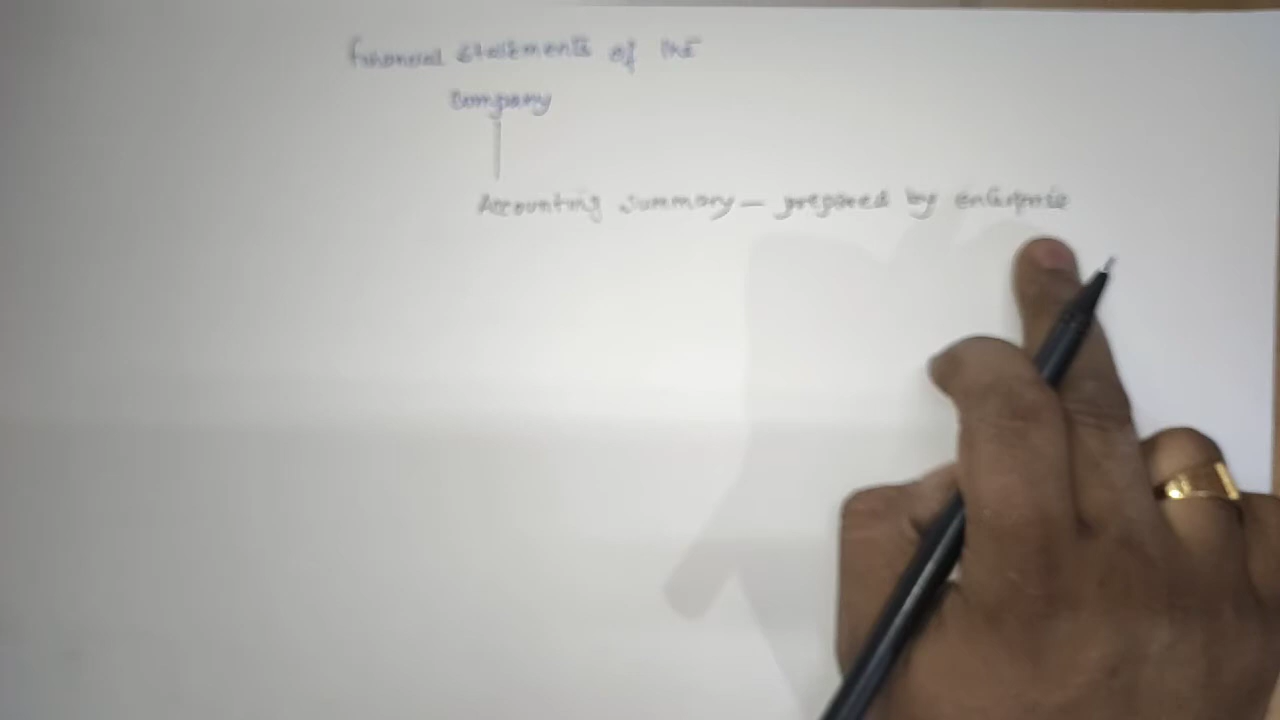 Financial statements of the
Company
Accounting summary — prepared by enterprise